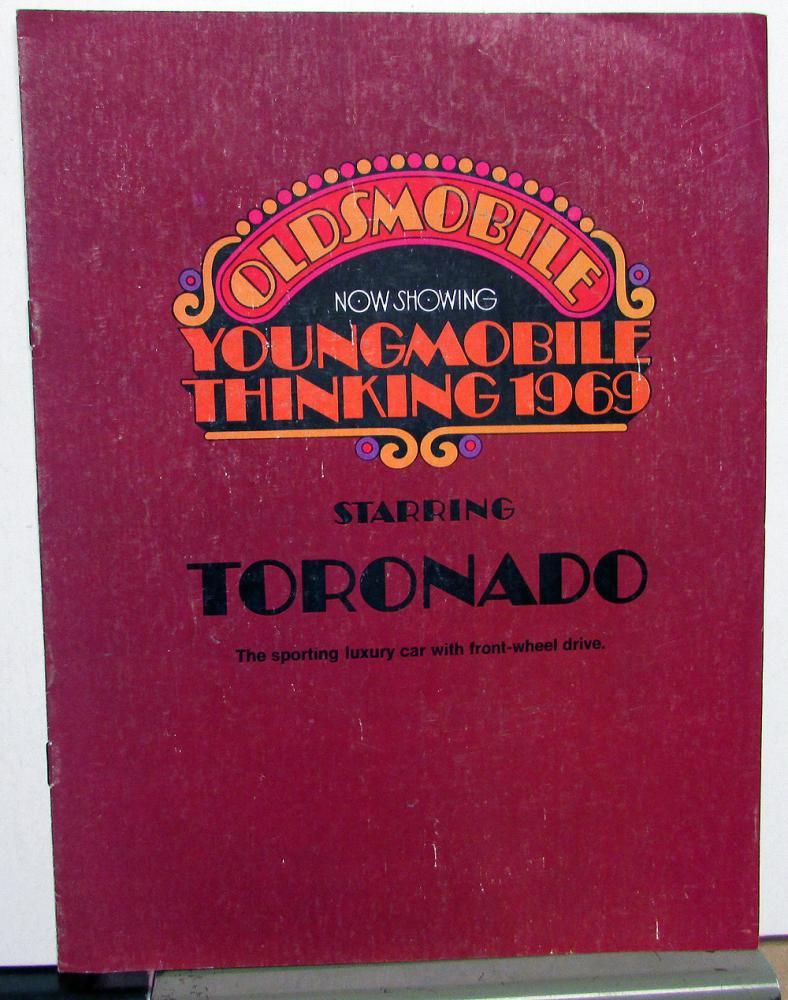 OLDSMOBILE
NOW SHOWING
YOUNGMOBILE
THINKING 1969
STARRING
TORONADO
The sporting luxury car with front-wheel drive.